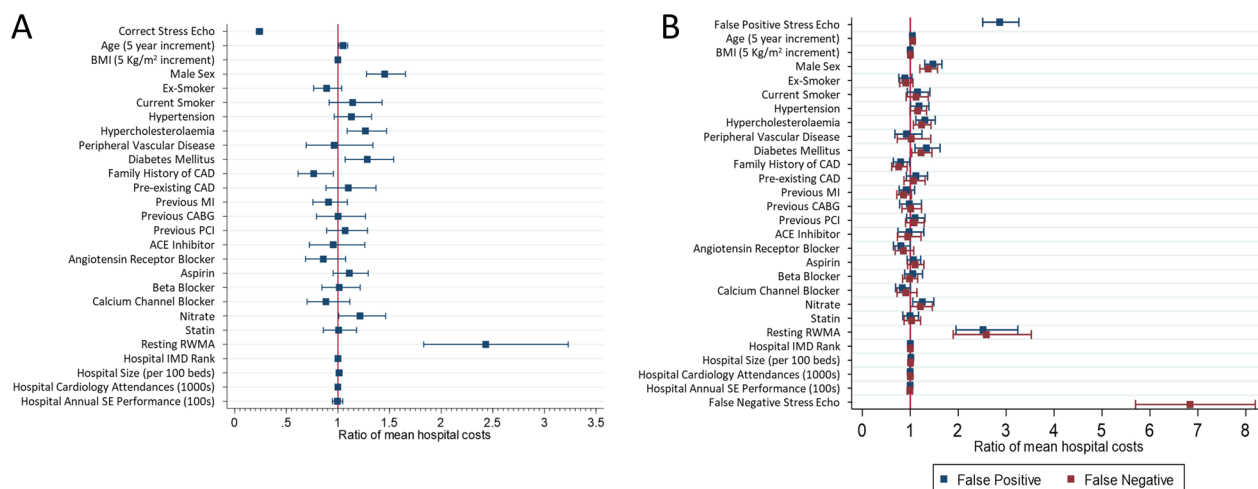 A
Correct Stress Echo
Age (5 year increment)
BMI (5 Kg/m² increment)
Male Sex
Ex-Smoker
Current Smoker
Hypertension
Hypercholesterolaemia
Peripheral Vascular Disease
Diabetes Mellitus
Family History of CAD
Pre-existing CAD
Previous MI
Previous CABG
Previous PCI
ACE Inhibitor
Angiotensin Receptor Blocker
Aspirin
Beta Blocker
Calcium Channel Blocker
Nitrate
Statin
Resting RWMA
Hospital IMD Rank
Hospital Size (per 100 beds)
Hospital Cardiology Attendances (1000s)
Hospital Annual SE Performance (100s)
0 .5 1 1.5 2 2.5 3 3.5
Ratio of mean hospital costs
B
False Positive Stress Echo
Age (5 year increment)
BMI (5 Kg/m² increment)
Male Sex
Ex-Smoker
Current Smoker
Hypertension
Hypercholesterolaemia
Peripheral Vascular Disease
Diabetes Mellitus
Family History of CAD
Pre-existing CAD
Previous MI
Previous CABG
Previous PCI
ACE Inhibitor
Angiotensin Receptor Blocker
Aspirin
Beta Blocker
Calcium Channel Blocker
Nitrate
Statin
Resting RWMA
Hospital IMD Rank
Hospital Size (per 100 beds)
Hospital Cardiology Attendances (1000s)
Hospital Annual SE Performance (100s)
False Negative Stress Echo
0 1 2 3 4 5 6 7 8
Ratio of mean hospital costs
False Positive False Negative